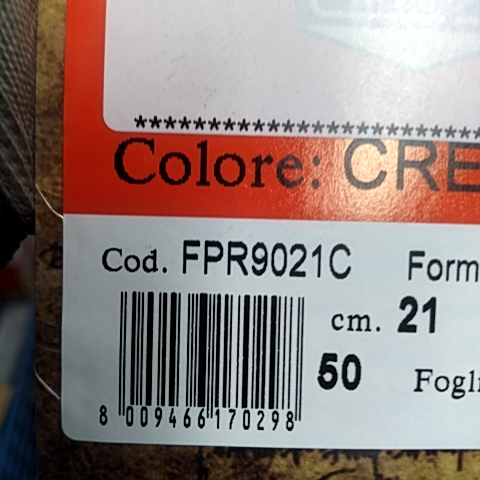 ************************
Colore: CRE
Cod. FPR9021C Form
cm. 21
50 Fogli
8 009466 170298